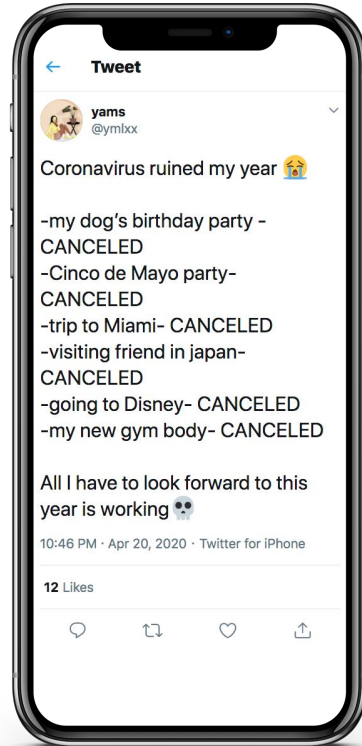 Tweet
yams
@ymlxx
Coronavirus ruined my year 😭
-my dog's birthday party -
CANCELED
-Cinco de Mayo party-
CANCELED
-trip to Miami- CANCELED
-visiting friend in japan-
CANCELED
-going to Disney- CANCELED
-my new gym body- CANCELED
All I have to look forward to this
year is working💀
10:46 PM · Apr 20, 2020 · Twitter for iPhone
12 Likes